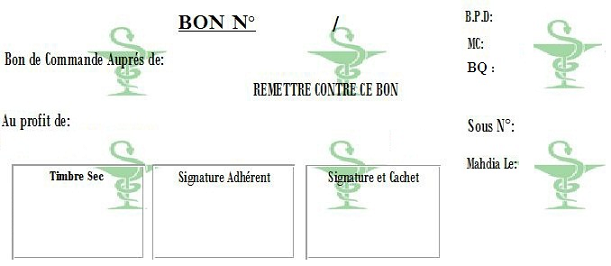 BON N° /
B.P.D:
MC:
Bon de Commande Auprés de:
BQ :
REMETTRE CONTRE CE BON
Au profit de:
Sous N°:
Mahdia Le:
Timbre Sec
Signature Adhérent
Signature et Cachet